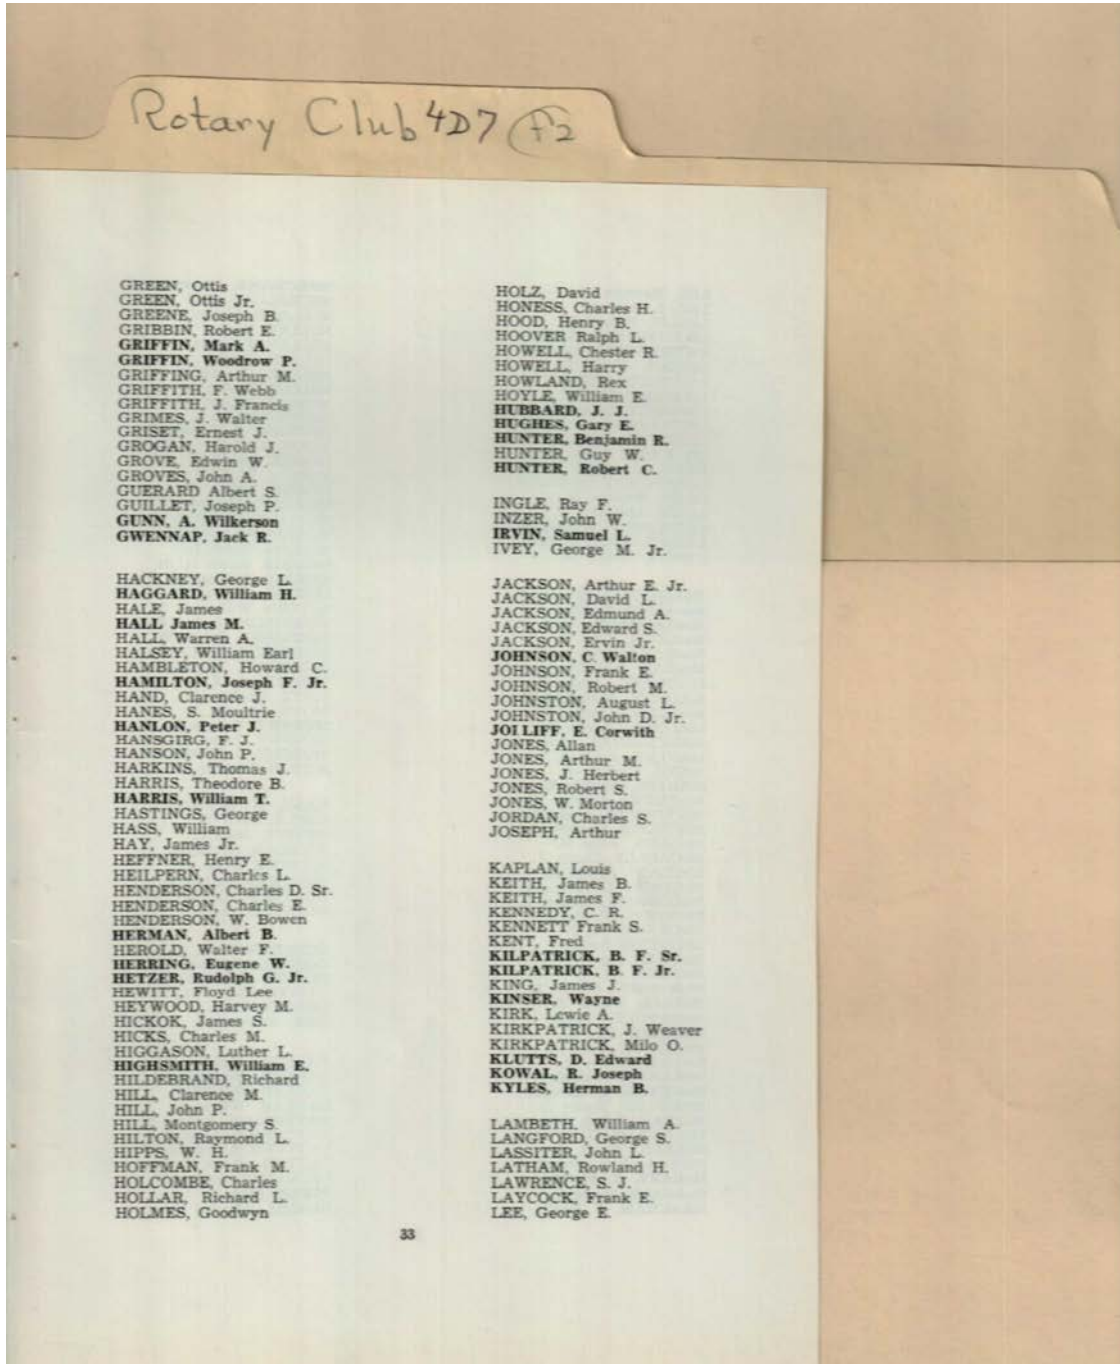 Rotary Club 4D7 F2
GREEN, Ottis
GREEN, Ottis Jr.
GREENE, Joseph B.
GRIBBIN, Robert E.
GRIFFIN, Mark A.
GRIFFIN, Woodrow P.
GRIFFING, Arthur M.
GRIFFITH, F. Webb
GRIFFITH, J. Francis
GRIMES, J. Walter
GRISET, Ernest J.
GROGAN, Harold J.
GROVE, Edwin W.
GROVES, John A.
GUERARD Albert S.
GUILLET, Joseph P.
GUNN, A. Wilkerson
GWENNAP, Jack R.
HACKNEY, George L.
HAGGARD, William H.
HALE, James
HALL James M.
HALL, Warren A.
HALSEY, William Earl
HAMBLETON, Howard C.
HAMILTON, Joseph F. Jr.
HAND, Clarence J.
HANES, S. Moultrie
HANLON, Peter J.
HANSGIRG, F. J.
HANSON, John P.
HARKINS, Thomas J.
HARRIS, Theodore B.
HARRIS, William T.
HASTINGS, George
HASS, William
HAY, James Jr.
HEFFNER, Henry E.
HEILPERN, Charles L.
HENDERSON, Charles D. Sr.
HENDERSON, Charles E.
HENDERSON, W. Bowen
HERMAN, Albert B.
HEROLD, Walter F.
HERRING, Eugene W.
HETZER, Rudolph G. Jr.
HEWITT, Floyd Lee
HEYWOOD, Harvey M.
HICKOK, James S.
HICKS, Charles M.
HIGGASON, Luther L.
HIGHSMITH, William E.
HILDEBRAND, Richard
HILL, Clarence M.
HILL, John P.
HILL, Montgomery S.
HILTON, Raymond L.
HIPPS, W. H.
HOFFMAN, Frank M.
HOLCOMBE, Charles
HOLLAR, Richard L.
HOLMES, Goodwyn
HOLZ, David
HONESS, Charles H.
HOOD, Henry B.
HOOVER Ralph L.
HOWELL, Chester R.
HOWELL, Harry
HOWLAND, Rex
HOYLE, William E.
HUBBARD, J. J.
HUGHES, Gary E.
HUNTER, Benjamin R.
HUNTER, Guy W.
HUNTER, Robert C.
INGLE, Ray F.
INZER, John W.
IRVIN, Samuel L.
IVEY, George M. Jr.
JACKSON, Arthur E. Jr.
JACKSON, David L.
JACKSON, Edmund A.
JACKSON, Edward S.
JACKSON, Ervin Jr.
JOHNSON, C. Walton
JOHNSON, Frank E.
JOHNSON, Robert M.
JOHNSTON, August L.
JOHNSTON, John D. Jr.
JOLLIFF, E. Corwith
JONES, Allan
JONES, Arthur M.
JONES, J. Herbert
JONES, Robert S.
JONES, W. Morton
JORDAN, Charles S.
JOSEPH, Arthur
KAPLAN, Louis
KEITH, James B.
KEITH, James F.
KENNEDY, C. R.
KENNETT Frank S.
KENT, Fred
KILPATRICK, B. F. Sr.
KILPATRICK, B. F. Jr.
KING, James J.
KINSER, Wayne
KIRK, Lewie A.
KIRKPATRICK, J. Weaver
KIRKPATRICK, Milo O.
KLUTTS, D. Edward
KOWAL, R. Joseph
KYLES, Herman B.
LAMBETH, William A.
LANGFORD, George S.
LASSITER, John L.
LATHAM, Rowland H.
LAWRENCE, S. J.
LAYCOCK, Frank E.
LEE, George E.
33